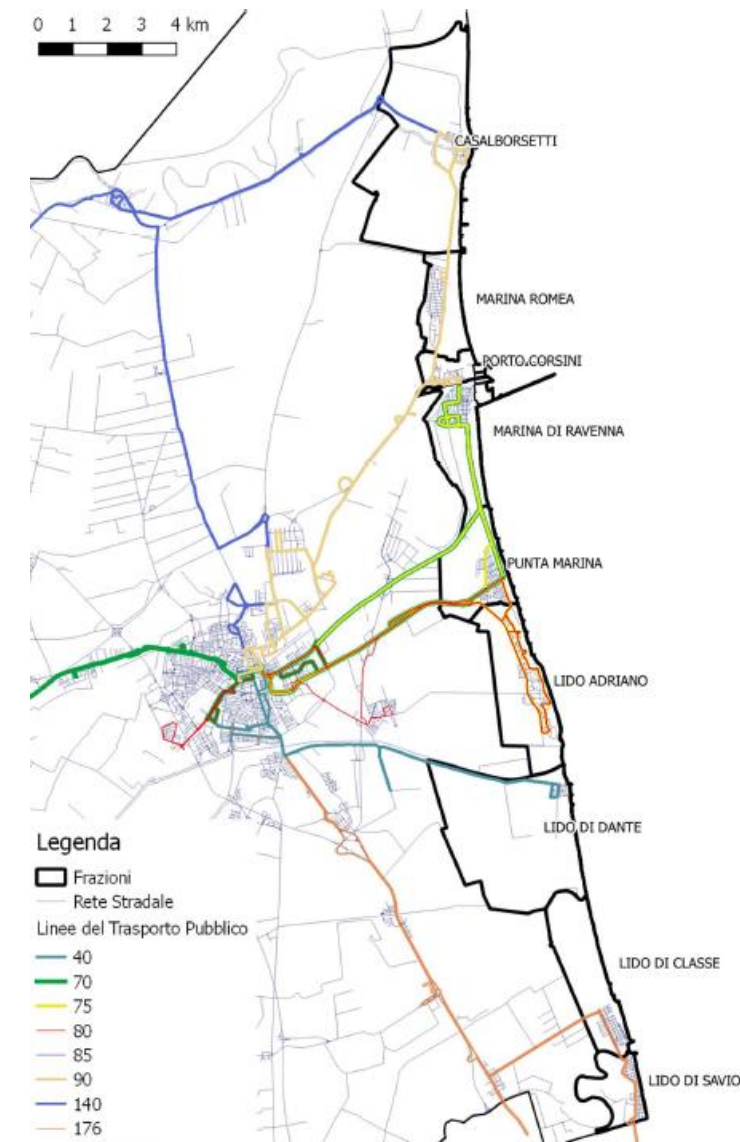 0 1 2 3 4 km
CASALBORSETTI
MARINA ROMEA
PORTO CORSINI
MARINA DI RAVENNA
PUNTA MARINA
LIDO ADRIANO
LIDO DI DANTE
LIDO DI CLASSE
LIDO DI SAVIO
Legenda
Frazioni
Rete Stradale
Linee del Trasporto Pubblico
40
70
75
80
85
90
140
176